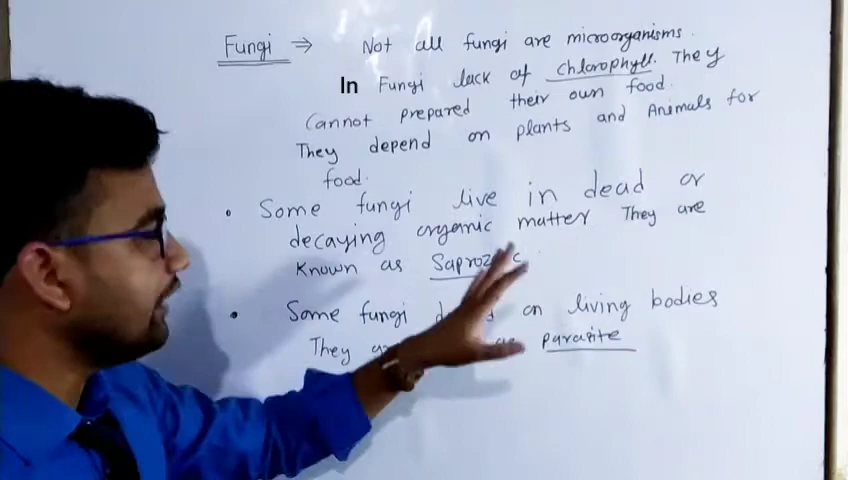 Fungi ⇒ Not all fungi are microorganisms.
In Fungi lack of chlorophyll. They
cannot prepared their own food.
They depend on plants and Animals for
food.
• Some fungi live in dead or
decaying organic matter They are
known as
• Some fungi on living bodies
They parasite